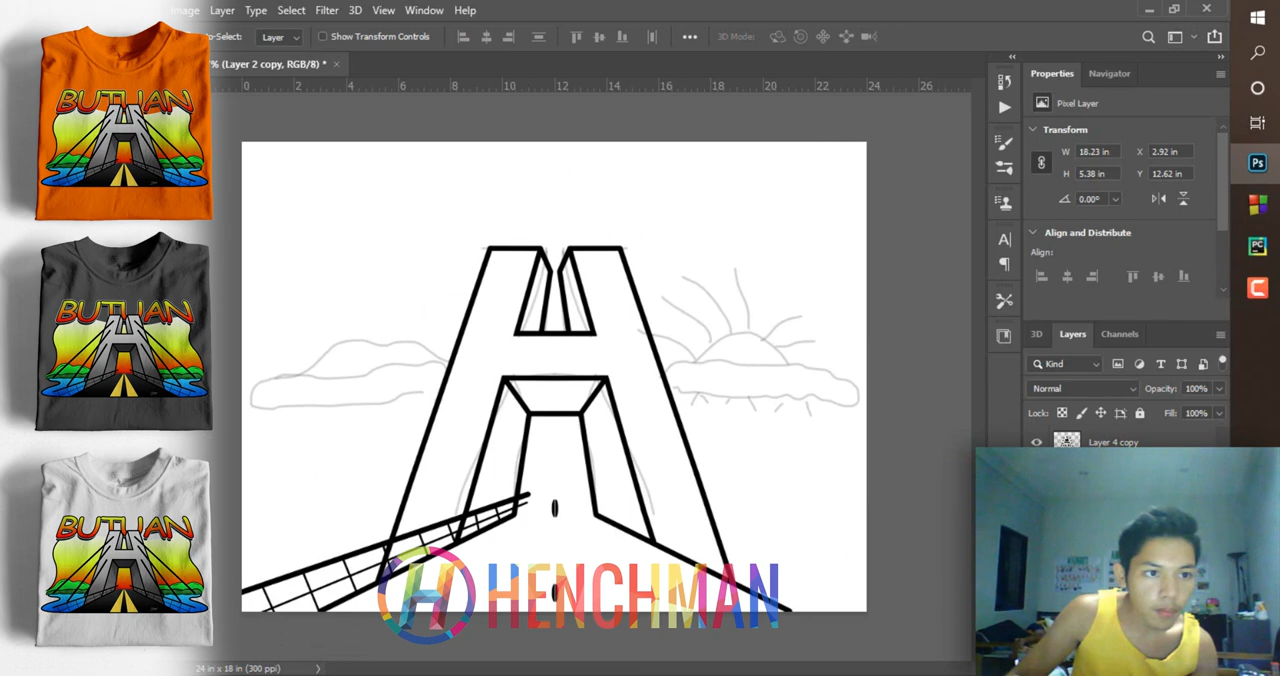 Image Layer Type Select Filter 3D View Window Help
o-Select: Layer Show Transform Controls 3D Mode:
% (Layer 2 copy, RGB/8) *
0 2 4 6 8 10 12 14 16 18 20 22 24 26
Properties Navigator
Pixel Layer
Transform
W 18.23 in X 2.92 in
H 5.38 in Y 12.62 in
0.00°
Align and Distribute
Align:
3D Layers Channels
Kind
Normal Opacity: 100%
Lock: Fill: 100%
Layer 4 copy
BUTUAN
BUTUAN
BUTUAN
H HENCHMAN
24 in x 18 in (300 ppi)
Ps
PC
C